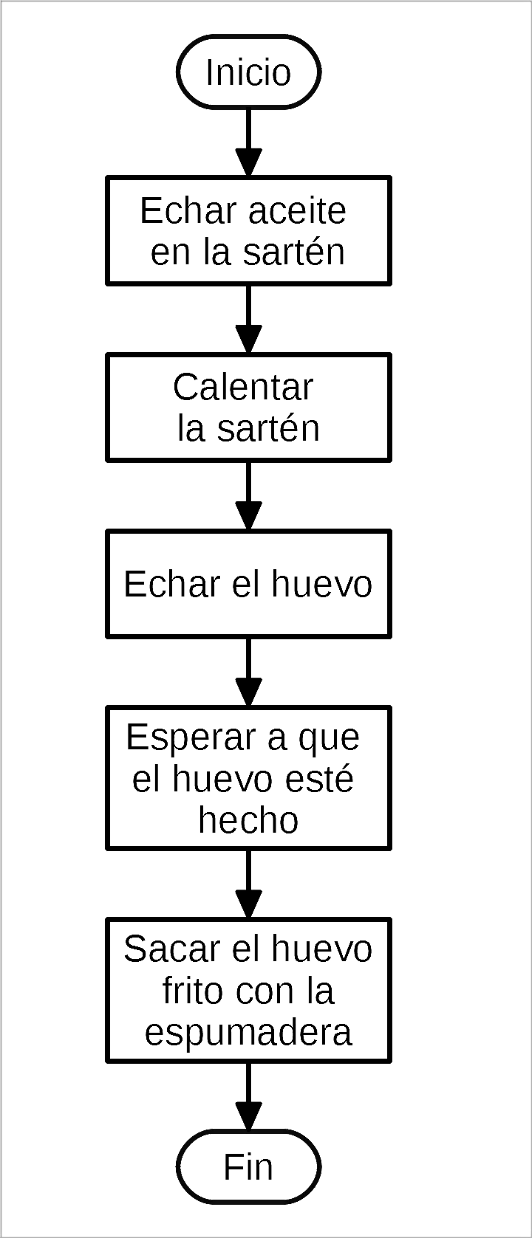 Inicio
Echar aceite
en la sartén
Calentar
la sartén
Echar el huevo
Esperar a que
el huevo esté
hecho
Sacar el huevo
frito con la
espumadera
Fin